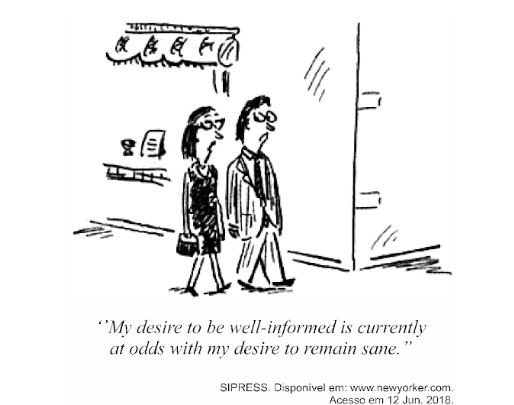 ‘’My desire to be well-informed is currently
at odds with my desire to remain sane.”
SIPRESS. Disponível em: www.newyorker.com.
Acesso em 12 Jun. 2018.